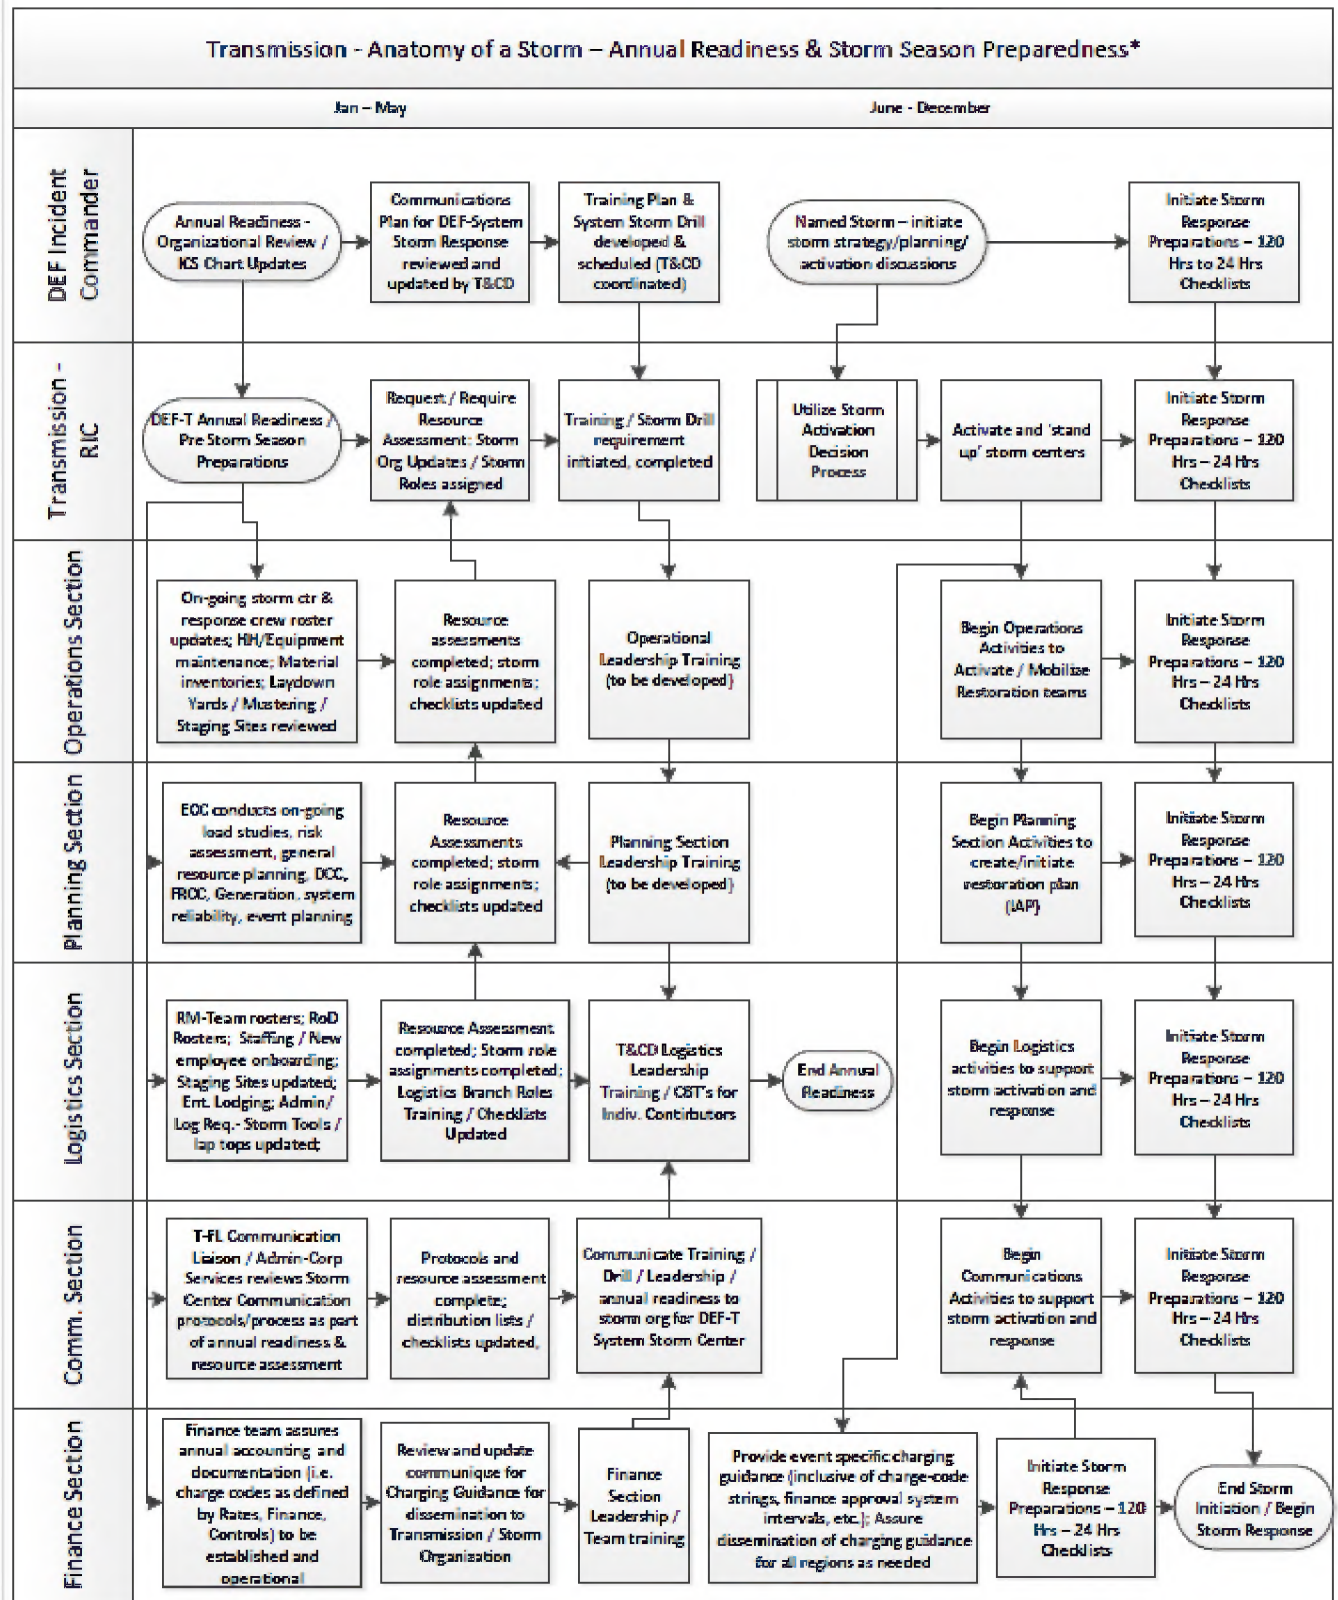 Transmission - Anatomy of a Storm – Annual Readiness & Storm Season Preparedness*
Jan – May
June - December
DEF Incident
Commander
Annual Readiness -
Organizational Review /
ICS Chart Updates
Communications
Plan for DEF-System
Storm Response
reviewed and
updated by T&CD
Training Plan &
System Storm Drill
developed &
scheduled (T&CD
coordinated)
Named Storm – initiate
storm strategy/planning/
activation discussions
Initiate Storm
Response
Preparations – 120
Hrs to 24 Hrs
Checklists
Transmission -
RIC
DEF-T Annual Readiness /
Pre Storm Season
Preparations
Request / Require
Resource
Assessment: Storm
Org Updates / Storm
Roles assigned
Training / Storm Drill
requirement
initiated, completed
Utilize Storm
Activation
Decision
Process
Activate and 'stand
up' storm centers
Initiate Storm
Response
Preparations – 120
Hrs – 24 Hrs
Checklists
Operations Section
On-going storm ctr &
response crew roster
updates; HH/Equipment
maintenance; Material
inventories; Laydown
Yards / Mustering /
Staging Sites reviewed
Resource
assessments
completed; storm
role assignments;
checklists updated
Operational
Leadership Training
(to be developed)
Begin Operations
Activities to
Activate / Mobilize
Restoration teams
Initiate Storm
Response
Preparations – 120
Hrs – 24 Hrs
Checklists
Planning Section
EOC conducts on-going
load studies, risk
assessment, general
resource planning, DCC,
FRCC, Generation, system
reliability, event planning
Resource
Assessments
completed; storm
role assignments;
checklists updated
Planning Section
Leadership Training
(to be developed)
Begin Planning
Section Activities to
create/initiate
restoration plan
(IAP)
Initiate Storm
Response
Preparations – 120
Hrs – 24 Hrs
Checklists
Logistics Section
RM-Team rosters; RoD
Rosters; Staffing / New
employee onboarding;
Staging Sites updated;
Ent. Lodging; Admin/
Log Req.- Storm Tools /
lap tops updated;
Resource Assessment
completed; Storm role
assignments completed;
Logistics Branch Roles
Training / Checklists
Updated
T&CD Logistics
Leadership
Training / CBT's for
Indiv. Contirbutors
End Annual
Readiness
Begin Logistics
activities to support
storm activation and
response
Initiate Storm
Response
Preparations – 120
Hrs – 24 Hrs
Checklists
Comm. Section
T-FL Communication
Liaison / Admin-Corp
Services reviews Storm
Center Communication
protocols/process as part
of annual readiness &
resource assessment
Protocols and
resource assessment
complete;
distribution lists /
checklists updated,
Communicate Training /
Drill / Leadership /
annual readiness to
storm org for DEF-T
System Storm Center
Begin
Communications
Activities to support
storm activation and
response
Initiate Storm
Response
Preparations – 120
Hrs – 24 Hrs
Checklists
Finance Section
Finance team assures
annual accounting and
documentation (i.e.
charge codes as defined
by Rates, Finance,
Controls) to be
established and
operational
Review and update
communique for
Charging Guidance for
dissemination to
Transmission / Storm
Organization
Finance
Section
Leadership /
Team training
Provide event specific charging
guidance (inclusive of charge-code
strings, finance approval system
intervals, etc.); Assure
dissemination of charging guidance
for all regions as needed
Initiate Storm
Response
Preparations – 120
Hrs – 24 Hrs
Checklists
End Storm
Initiation / Begin
Storm Response